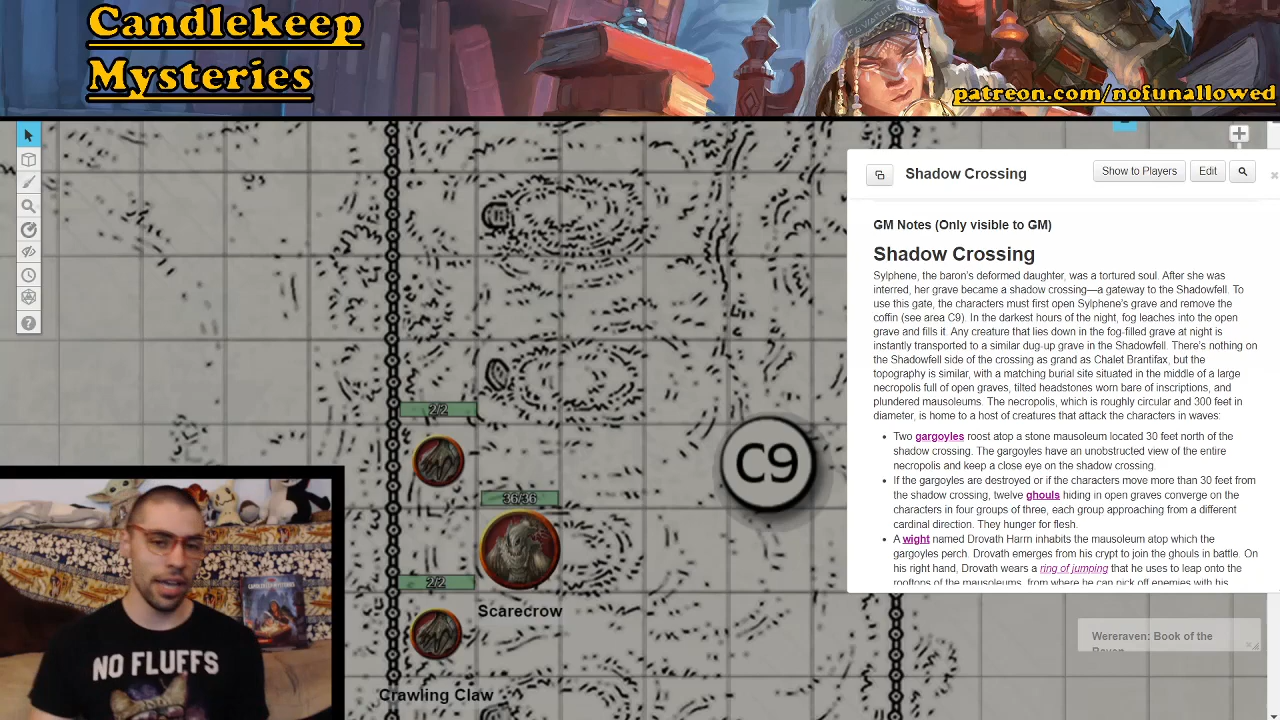 Candlekeep
Mysteries
patreon.com/nofunallowed
Shadow Crossing
Show to Players
Edit
GM Notes (Only visible to GM)
Shadow Crossing
Sylphene, the baron's deformed daughter, was a tortured soul. After she was
interred, her grave became a shadow crossing—a gateway to the Shadowfell. To
use this gate, the characters must first open Sylphene's grave and remove the
coffin (see area C9). In the darkest hours of the night, fog leaches into the open
grave and fills it. Any creature that lies down in the fog-filled grave at night is
instantly transported to a similar dug-up grave in the Shadowfell. There's nothing on
the Shadowfell side of the crossing as grand as Chalet Brantifax, but the
topography is similar, with a matching burial site situated in the middle of a large
necropolis full of open graves, tilted headstones worn bare of inscriptions, and
plundered mausoleums. The necropolis, which is roughly circular and 300 feet in
diameter, is home to a host of creatures that attack the characters in waves:
Two gargoyles roost atop a stone mausoleum located 30 feet north of the
shadow crossing. The gargoyles have an unobstructed view of the entire
necropolis and keep a close eye on the shadow crossing.
If the gargoyles are destroyed or if the characters move more than 30 feet from
the shadow crossing, twelve ghouls hiding in open graves converge on the
characters in four groups of three, each group approaching from a different
cardinal direction. They hunger for flesh.
A wight named Drovath Harrn inhabits the mausoleum atop which the
gargoyles perch. Drovath emerges from his crypt to join the ghouls in battle. On
his right hand, Drovath wears a ring of jumping that he uses to leap onto the
rooftops of the mausoleums, from where he can pick off enemies with his
2/2
C9
36/36
2/2
Scarecrow
Crawling Claw
Wereraven: Book of the
Raven
CANDLEKEEP
NO FLUFFS